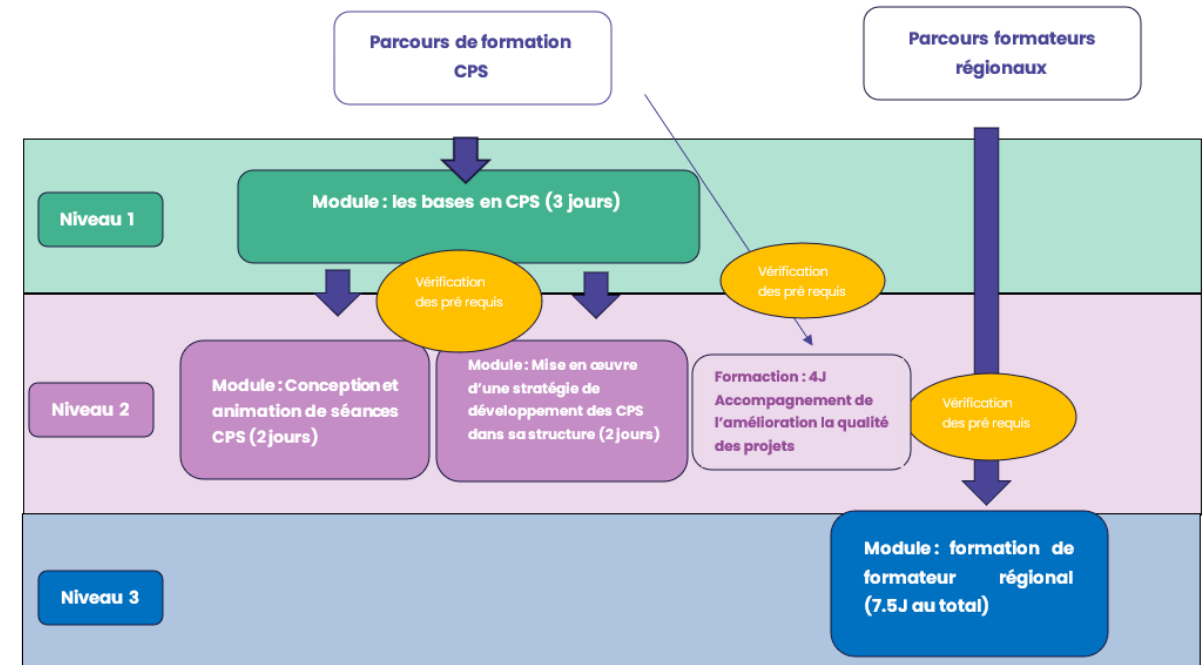 Parcours de formation
CPS
Parcours formateurs
régionaux
Niveau 1
Module : les bases en CPS (3 jours)
Vérification
des pré requis
Vérification
des pré requis
Niveau 2
Module : Conception et
animation de séances
CPS (2 jours)
Module : Mise en œuvre
d’une stratégie de
développement des CPS
dans sa structure (2 jours)
Formaction : 4J
Accompagnement de
l’amélioration la qualité
des projets
Vérification
des pré requis
Niveau 3
Module : formation de
formateur régional
(7.5J au total)